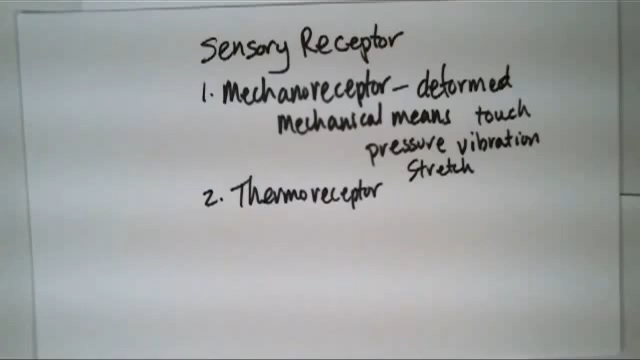 Sensory Receptor
1. Mechanoreceptor – deformed
Mechanical means touch
pressure vibration
Stretch
2. Thermoreceptor